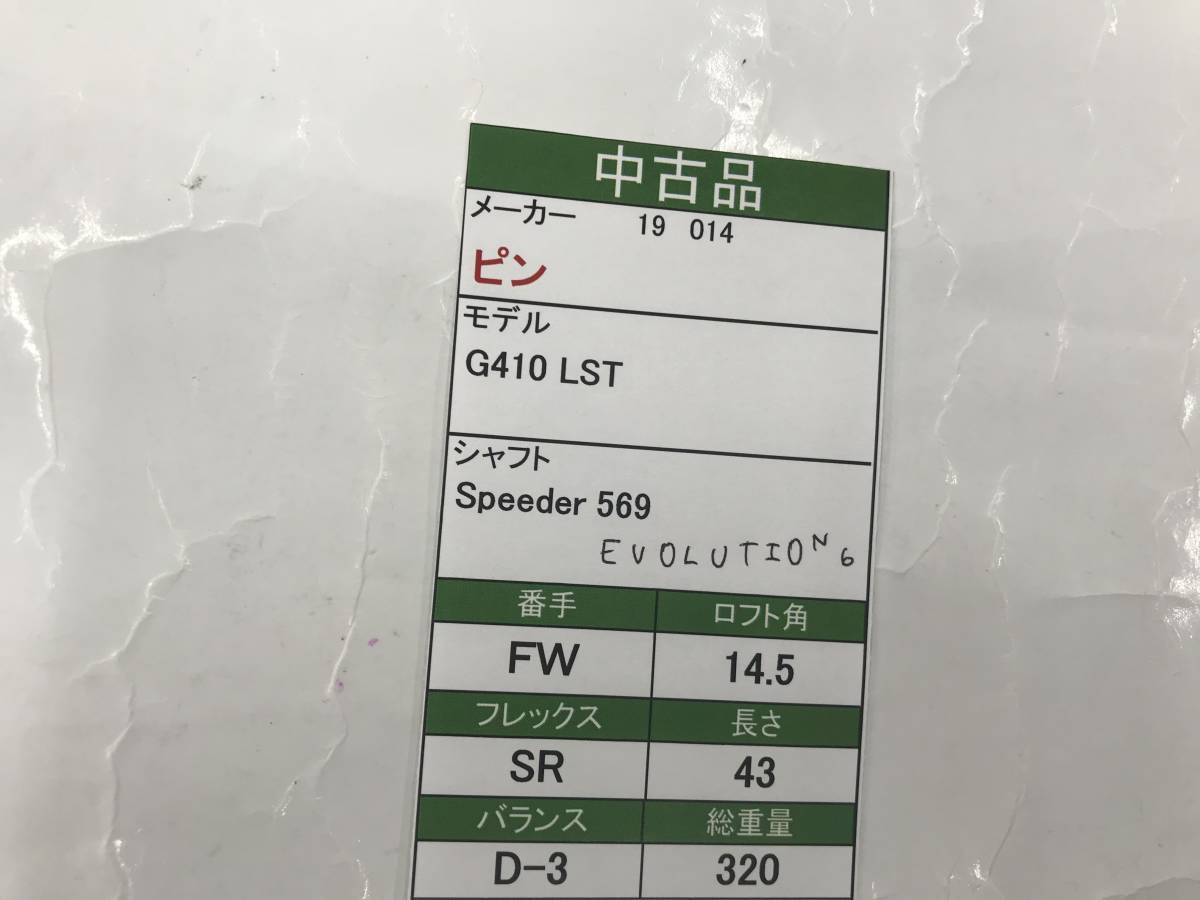 中古品
メーカー 19 014
ピン
モデル
G410 LST
シャフト
Speeder 569
EVOLUTION 6
番手 ロフト角
FW 14.5
フレックス 長さ
SR 43
バランス 総重量
D-3 320